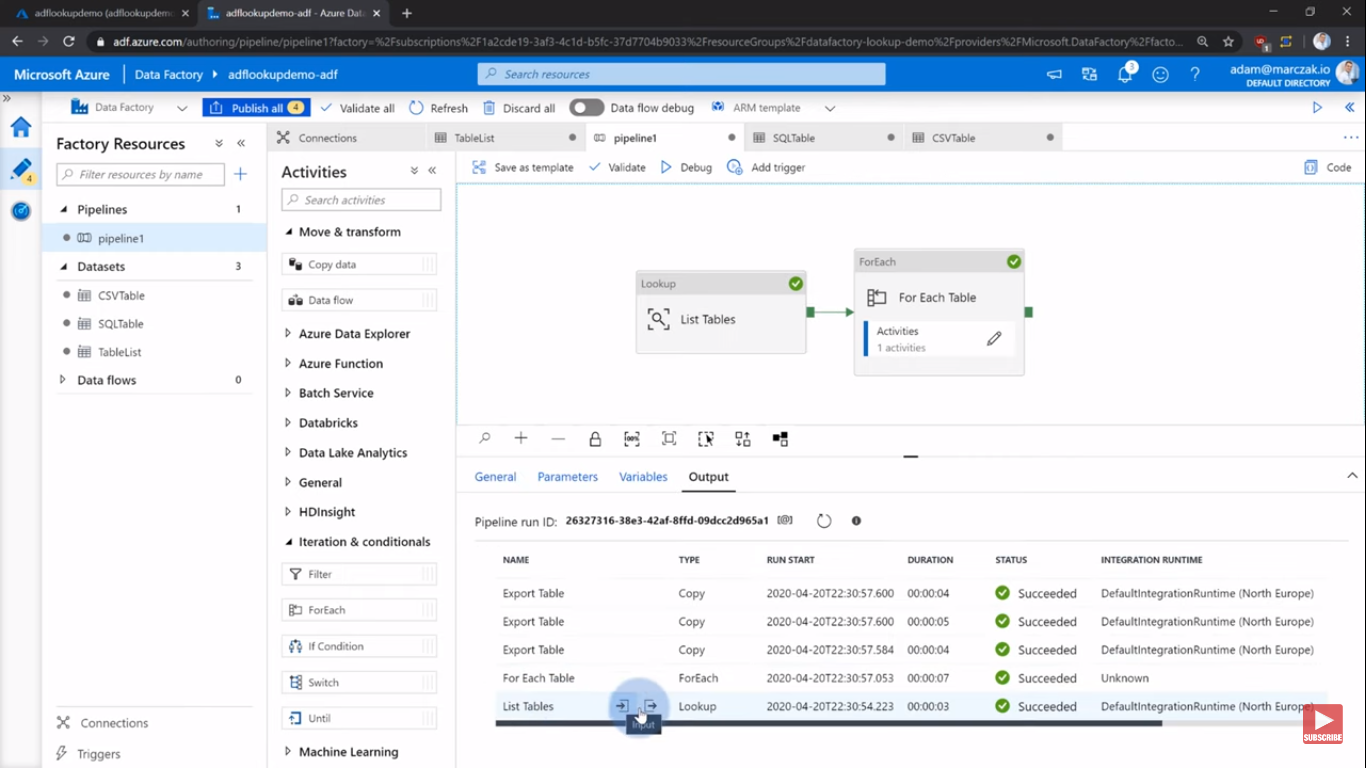 adflookupdemo (adflookupdemo
adflookupdemo-adf - Azure Data
adf.azure.com/authoring/pipeline/pipeline1?factory=%2Fsubscriptions%2F1a2cde19-3af3-4c1d-b5fc-37d7704b9033%2FresourceGroups%2Fdatafactory-lookup-demo%2Fproviders%2FMicrosoft.DataFactory%2Ffacto...
Microsoft Azure Data Factory adflookupdemo-adf Search resources 3 ? adam@marczak.io
DEFAULT DIRECTORY
Data Factory Publish all 4 Validate all Refresh Discard all Data flow debug ARM template
Factory Resources
Filter resources by name
4
Pipelines 1
pipeline1
Datasets 3
CSVTable
SQLTable
TableList
Data flows 0
Connections
Triggers
Connections TableList pipeline1 SQLTable CSVTable
Activities
Search activities
Move & transform
Copy data
Data flow
Azure Data Explorer
Azure Function
Batch Service
Databricks
Data Lake Analytics
General
HDInsight
Iteration & conditionals
Filter
ForEach
If Condition
Switch
Until
Machine Learning
Save as template Validate Debug Add trigger Code
Lookup
List Tables
ForEach
For Each Table
Activities
1 activities
100%
General Parameters Variables Output
Pipeline run ID: 26327316-38e3-42af-8ffd-09dcc2d965a1
NAME TYPE RUN START DURATION STATUS INTEGRATION RUNTIME
Export Table Copy 2020-04-20T22:30:57.600 00:00:04 Succeeded DefaultIntegrationRuntime (North Europe)
Export Table Copy 2020-04-20T22:30:57.600 00:00:05 Succeeded DefaultIntegrationRuntime (North Europe)
Export Table Copy 2020-04-20T22:30:57.584 00:00:04 Succeeded DefaultIntegrationRuntime (North Europe)
For Each Table ForEach 2020-04-20T22:30:57.053 00:00:07 Succeeded Unknown
List Tables Lookup 2020-04-20T22:30:54.223 00:00:03 Succeeded DefaultIntegrationRuntime (North Europe)
Input
SUBSCRIBE